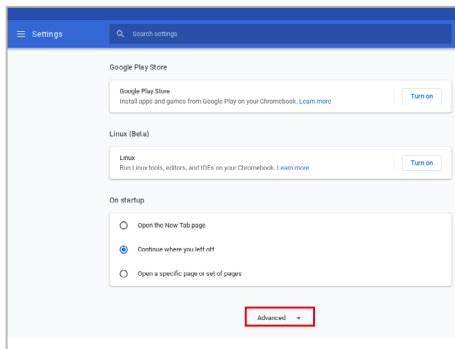 Settings
Search settings
Google Play Store
Google Play Store
Install apps and games from Google Play on your Chromebook. Learn more
Turn on
Linux (Beta)
Linux
Run Linux tools, editors, and IDEs on your Chromebook. Learn more
Turn on
On startup
Open the New Tab page
Continue where you left off
Open a specific page or set of pages
Advanced